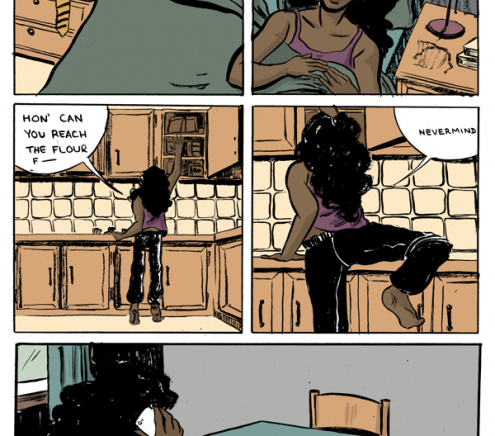 HON' CAN
YOU REACH
THE FLOUR
F—
NEVERMIND